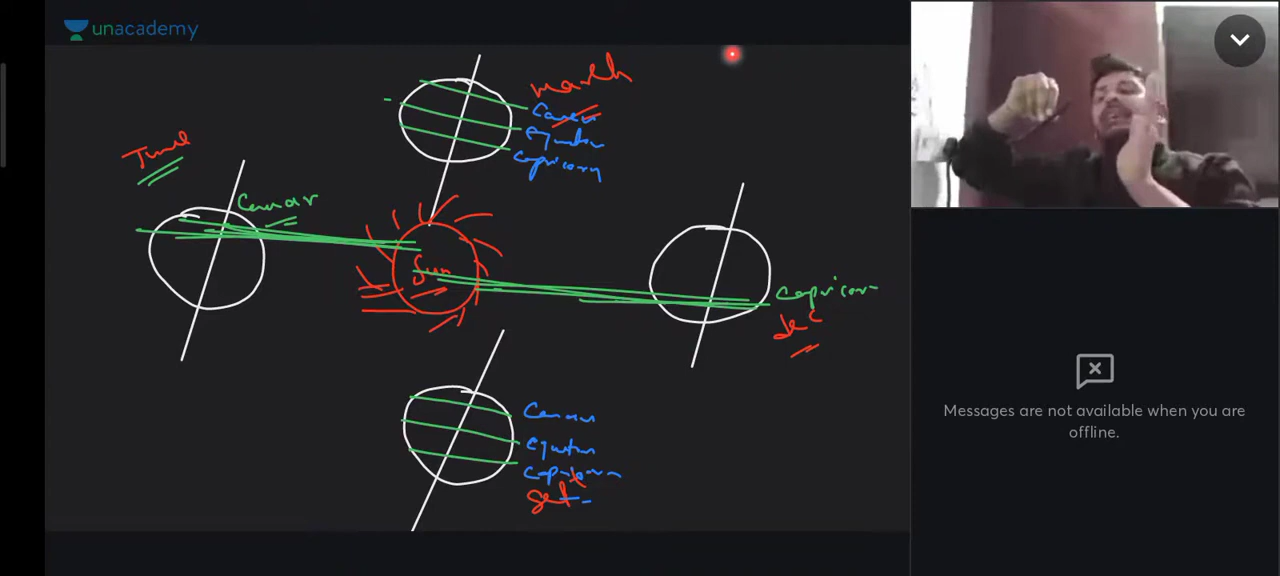 unacademy
March
Cancer
Equator
Capricorn
June
Cancer
Sun
Capricorn
dec
Cancer
Equator
Capricorn
Sept
Messages are not available when you are
offline.